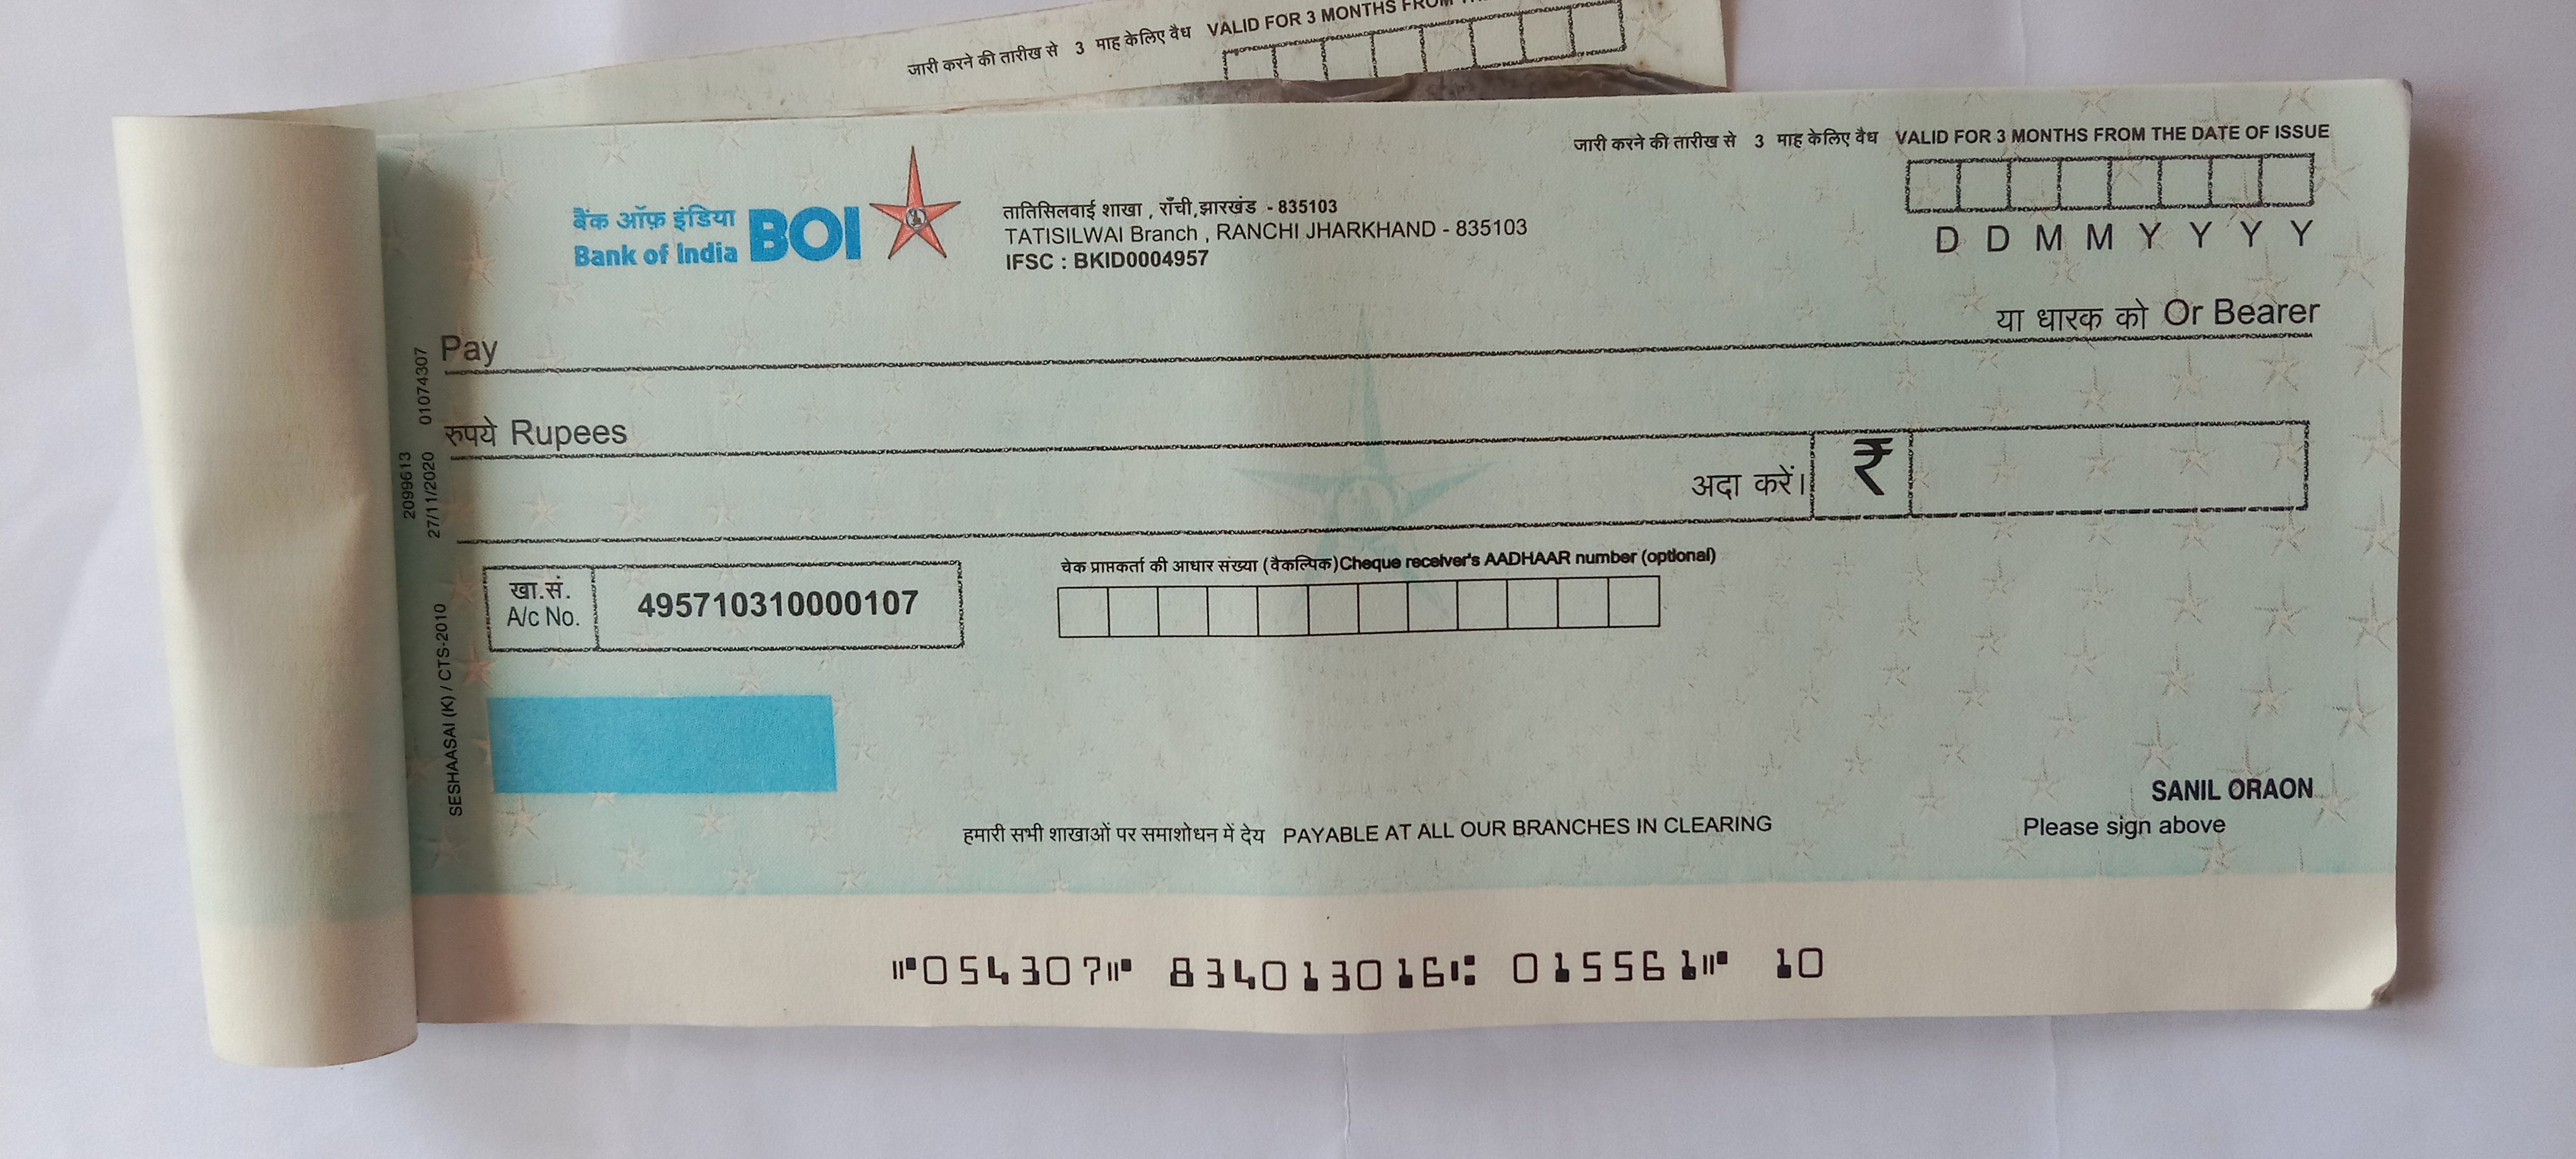 जारी करने की तारीख से 3 माह केलिए वैध VALID FOR 3 MONTHS FROM
जारी करने की तारीख से 3 माह केलिए वैध VALID FOR 3 MONTHS FROM THE DATE OF ISSUE
बैंक ऑफ़ इंडिया
Bank of India BOI
तातिसिलवाई शाखा , राँची,झारखंड - 835103
TATISILWAI Branch , RANCHI JHARKHAND - 835103
IFSC : BKID0004957
D D M M Y Y Y Y
Pay
या धारक को Or Bearer
रुपये Rupees
अदा करें।
₹
खा.सं.
A/c No.
495710310000107
चेक प्राप्तकर्ता की आधार संख्या (वैकल्पिक)Cheque receiver's AADHAAR number (optional)
2099613
27/11/2020 01074307
SESHAASAI (K) / CTS-2010
SANIL ORAON
Please sign above
हमारी सभी शाखाओं पर समाशोधन में देय PAYABLE AT ALL OUR BRANCHES IN CLEARING
⑈054307⑈ 834013016⑆ 015561⑈ 10